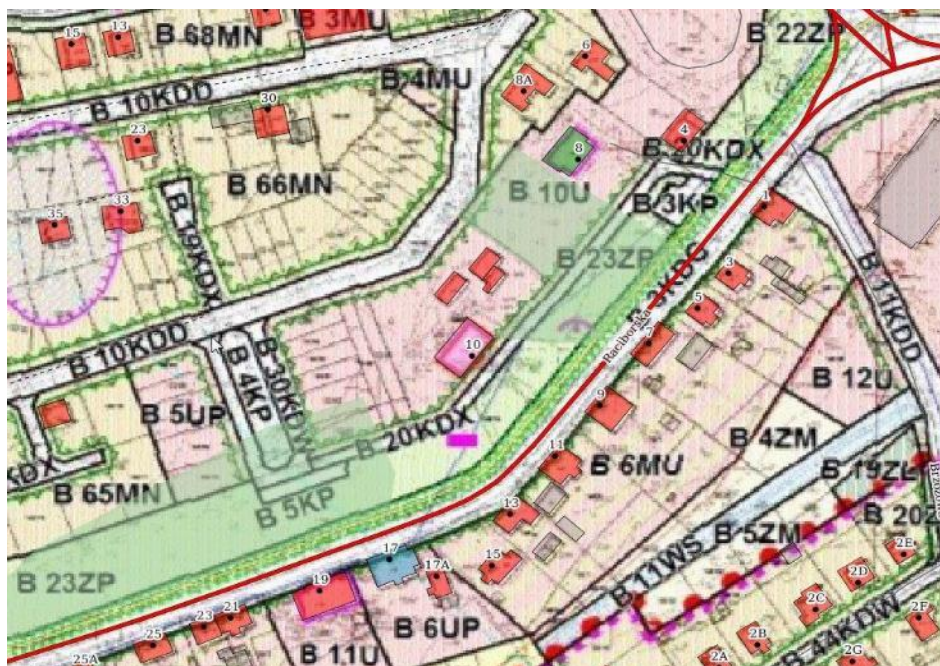 15
13
B 68MN
B 3MU
6
B 22ZP
B 4MU
8A
B 10KDD
30
23
4
B 20KDX
8
B 66MN
B 10U
B 3KP
1
35
33
B 19KDX
B 23ZP
3
B 11KDD
5
Raciborska
7
B 10KDD
10
B 4KP
B 30KDW
B 12U
B 5UP
9
20KDX
B 4ZM
11
B 6MU
B 19ZL
B 65MN
B 5KP
13
B 5ZM
B 20Z
2E
B 23ZP
17
17A
15
B 11WS
2D
19
2C
2F
23
21
B 6UP
2B
B 44KDW
25
25A
B 11U
2A
2G